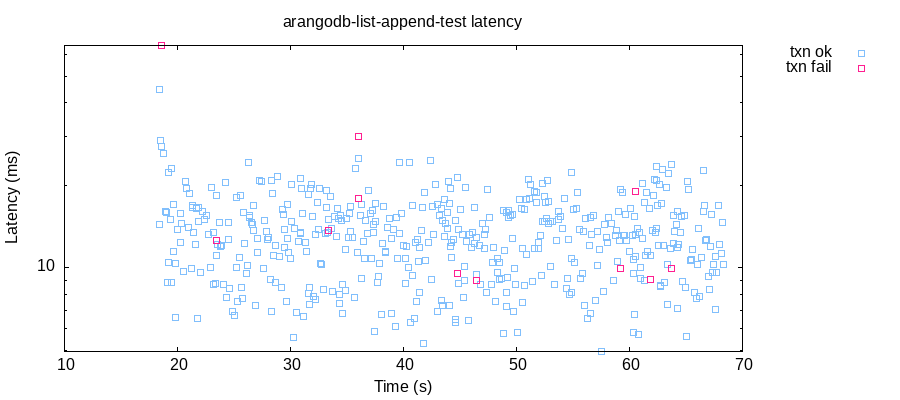 arangodb-list-append-test latency
txn ok
txn fail
Latency (ms)
10
10 20 30 40 50 60 70
Time (s)